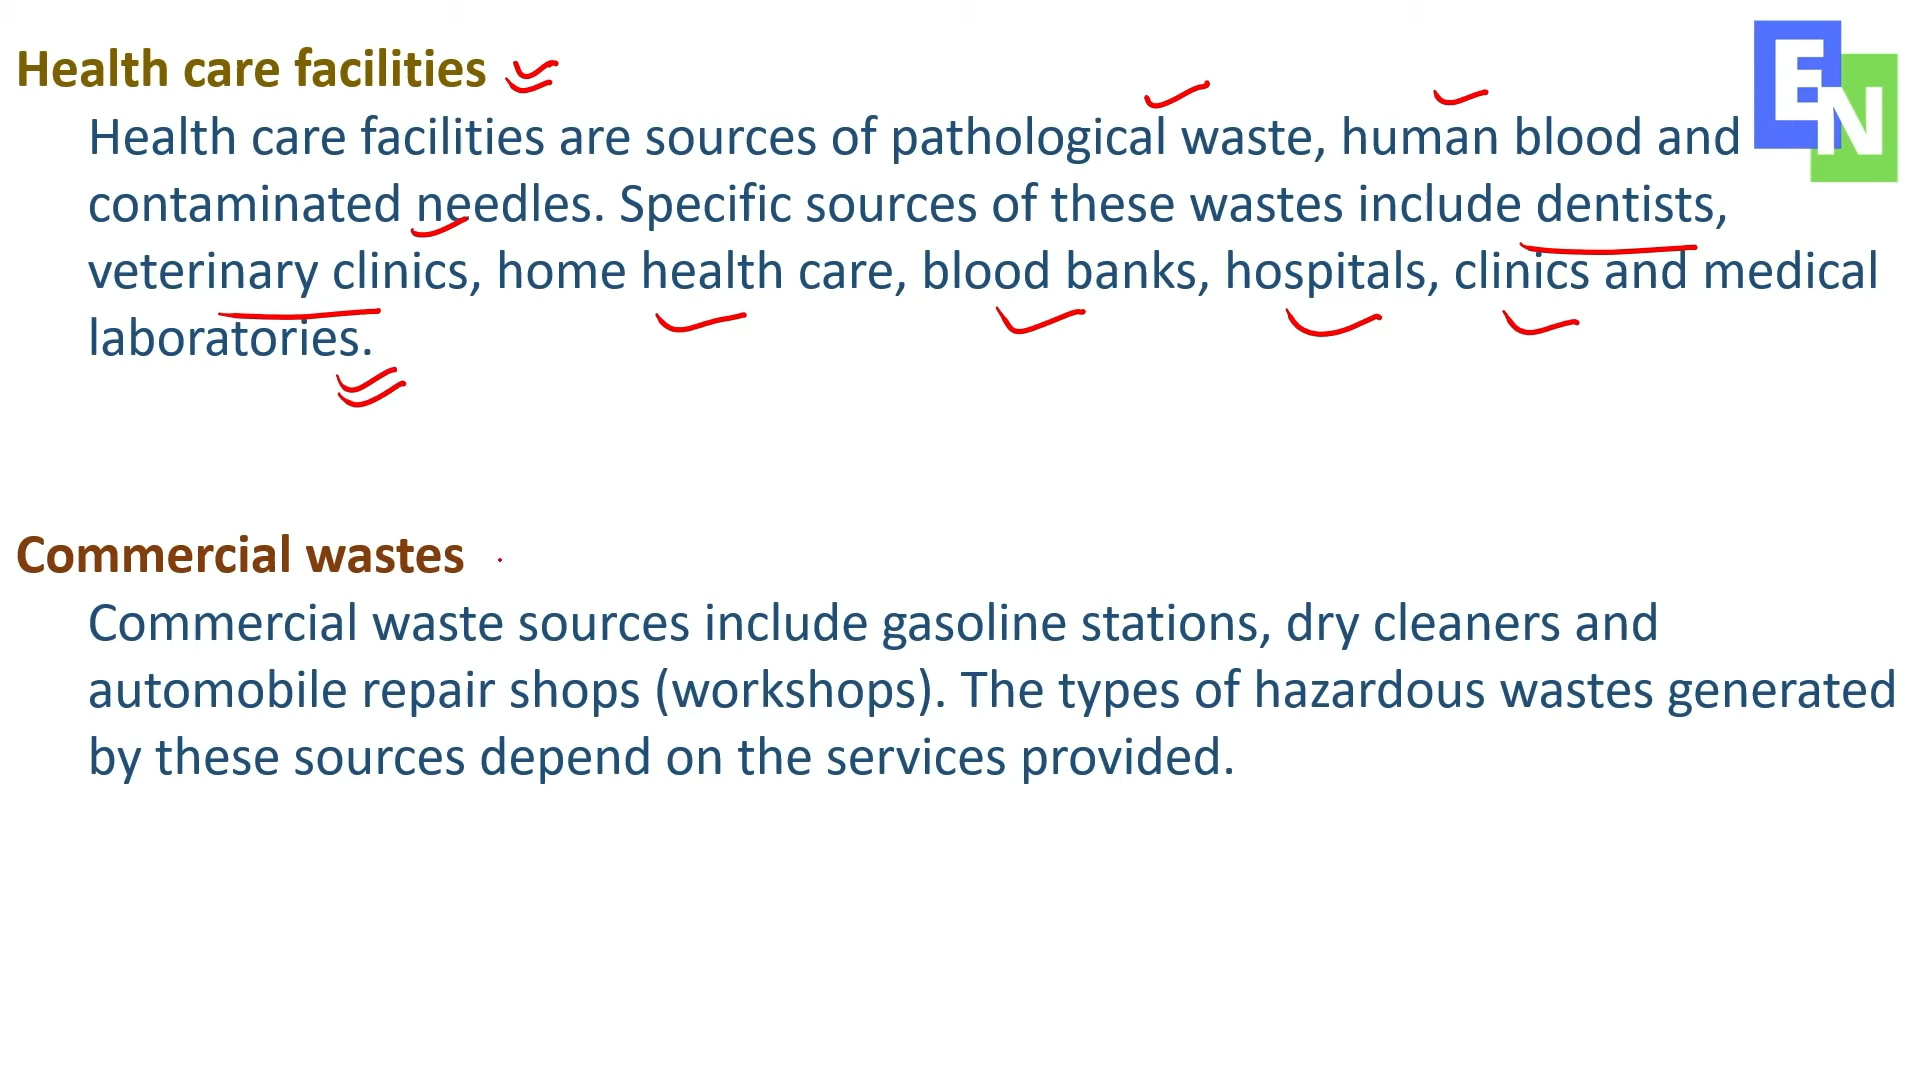 Health care facilities
Health care facilities are sources of pathological waste, human blood and
contaminated needles. Specific sources of these wastes include dentists,
veterinary clinics, home health care, blood banks, hospitals, clinics and medical
laboratories.
Commercial wastes
Commercial waste sources include gasoline stations, dry cleaners and
automobile repair shops (workshops). The types of hazardous wastes generated
by these sources depend on the services provided.
EN